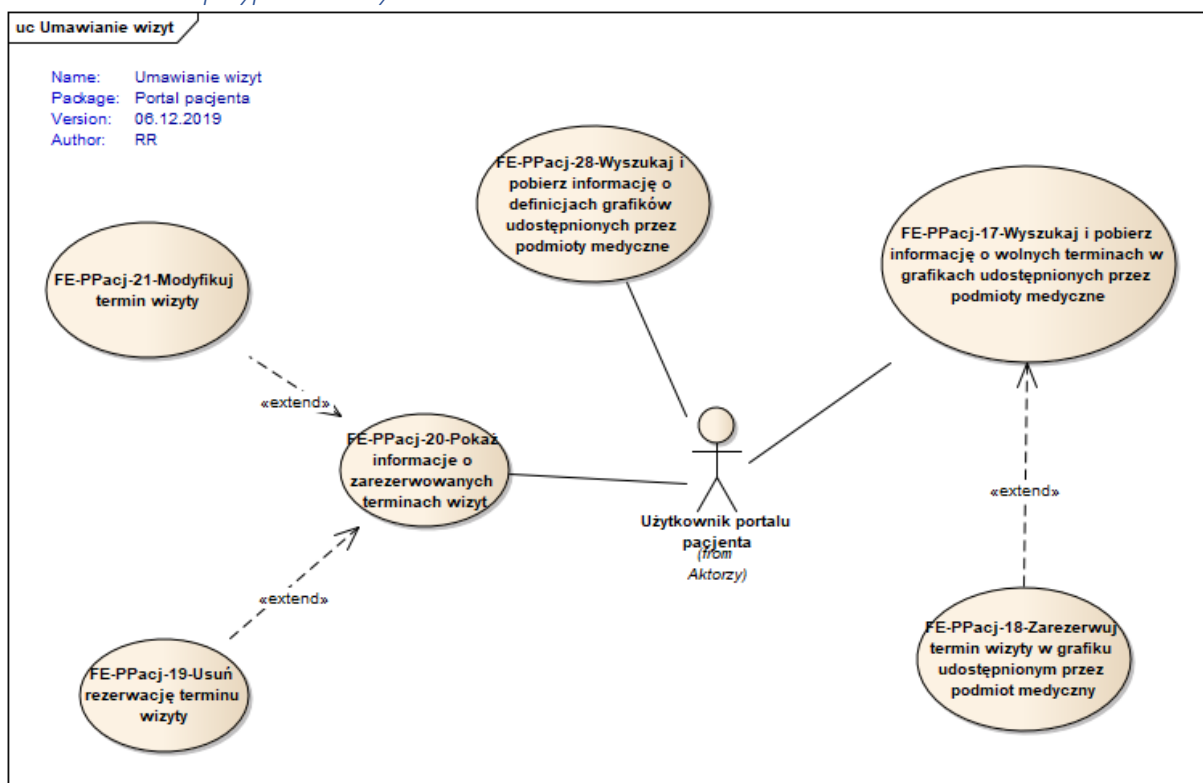 uc Umawianie wizyt
Name: Umawianie wizyt
Package: Portal pacjenta
Version: 06.12.2019
Author: RR
FE-PPacj-28-Wyszukaj i
pobierz informację o
definicjach grafików
udostępnionych przez
podmioty medyczne
FE-PPacj-17-Wyszukaj i pobierz
informację o wolnych terminach w
grafikach udostępnionych przez
podmioty medyczne
FE-PPacj-21-Modyfikuj
termin wizyty
«extend»
FE-PPacj-20-Pokaż
informacje o
zarezerwowanych
terminach wizyt
«extend»
Użytkownik portalu
pacjenta
(from
Aktorzy)
«extend»
FE-PPacj-19-Usuń
rezerwację terminu
wizyty
FE-PPacj-18-Zarezerwuj
termin wizyty w grafiku
udostępnionym przez
podmiot medyczny